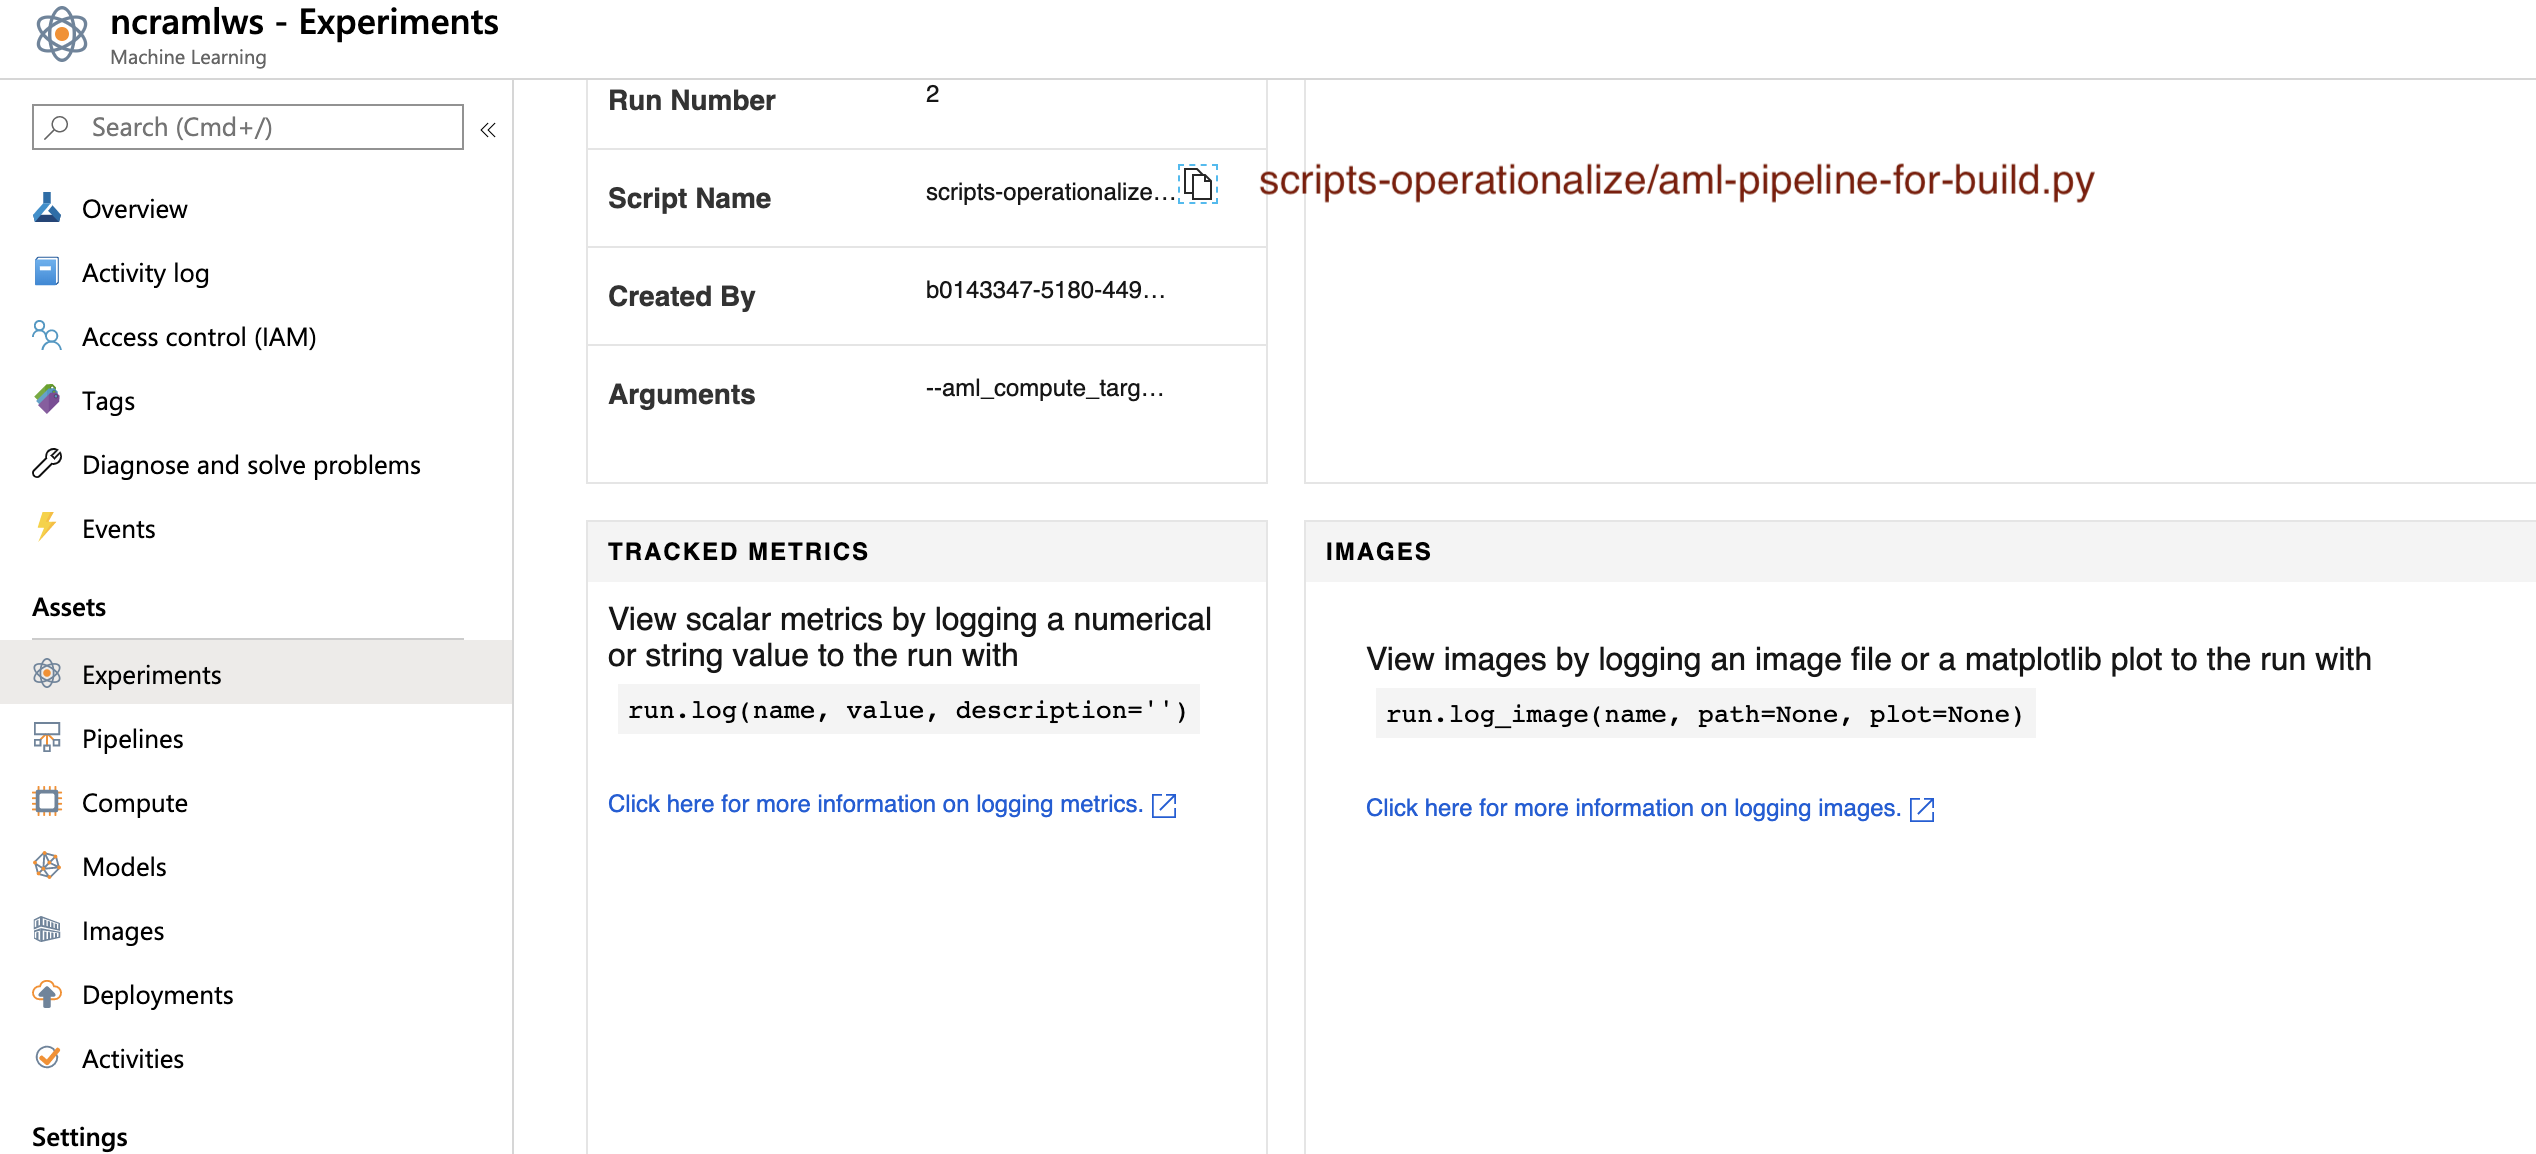 ncramlws - Experiments
Machine Learning
Search (Cmd+/)
«
Overview
Activity log
Access control (IAM)
Tags
Diagnose and solve problems
Events
Assets
Experiments
Pipelines
Compute
Models
Images
Deployments
Activities
Settings
Run Number 2
Script Name scripts-operationalize...
scripts-operationalize/aml-pipeline-for-build.py
Created By b0143347-5180-449...
Arguments --aml_compute_targ...
TRACKED METRICS
View scalar metrics by logging a numerical
or string value to the run with
run.log(name, value, description='')
Click here for more information on logging metrics.
IMAGES
View images by logging an image file or a matplotlib plot to the run with
run.log_image(name, path=None, plot=None)
Click here for more information on logging images.